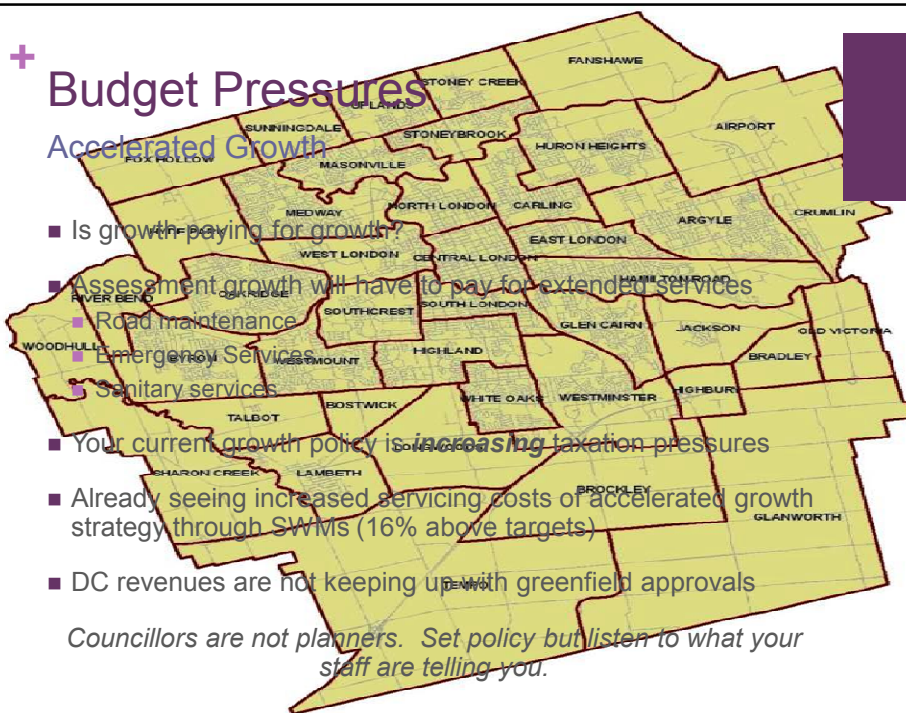 +
Budget Pressures
Accelerated Growth
■ Is growth paying for growth?
■ Assessment growth will have to pay for extended services
■ Road maintenance
■ Emergency Services
■ Sanitary services
■ Your current growth policy is increasing taxation pressures
■ Already seeing increased servicing costs of accelerated growth
strategy through SWMs (16% above targets)
■ DC revenues are not keeping up with greenfield approvals
Councillors are not planners. Set policy but listen to what your
staff are telling you.
FANSHAWE
STONEY CREEK
UPLANDS
SUNNINGDALE
STONEYBROOK
AIRPORT
FOX HOLLOW
MASONVILLE
HURON HEIGHTS
MEDWAY
NORTH LONDON
CARLING
ARGYLE
CRUMLIN
HYDE PARK
WEST LONDON
CENTRAL LONDON
EAST LONDON
HAMILTON ROAD
RIVER BEND
OAKRIDGE
SOUTHCREST
SOUTH LONDON
GLEN CAIRN
JACKSON
OLD VICTORIA
WOODHULL
BYRON
WESTMOUNT
HIGHLAND
BRADLEY
TALBOT
BOSTWICK
WHITE OAKS
WESTMINSTER
HIGHBURY
SHARON CREEK
LAMBETH
BROCKLEY
GLANWORTH
TEMPO